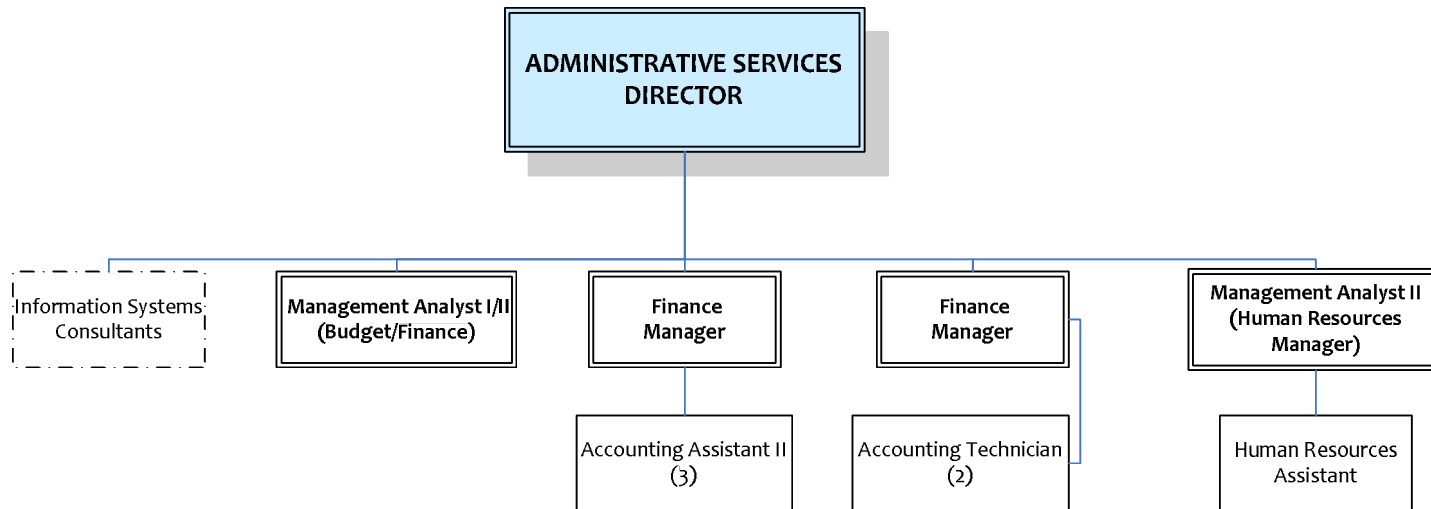 ADMINISTRATIVE SERVICES
DIRECTOR
Information Systems
Consultants
Management Analyst I/II
(Budget/Finance)
Finance
Manager
Finance
Manager
Management Analyst II
(Human Resources
Manager)
Accounting Assistant II
(3)
Accounting Technician
(2)
Human Resources
Assistant